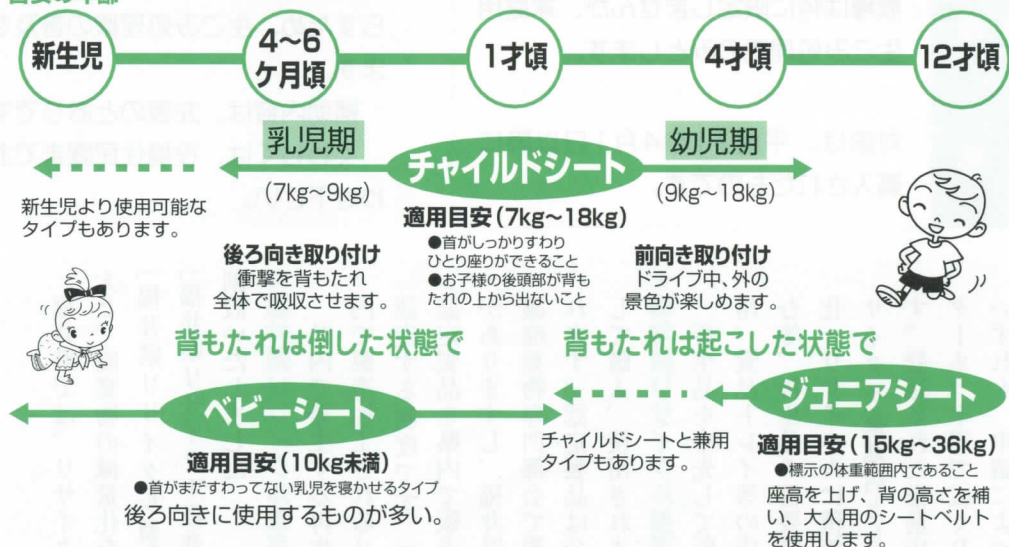 新生児
4〜6
ケ月頃
1才頃
4才頃
12才頃
乳児期
幼児期
チャイルドシート
(7kg〜9kg)
(9kg〜18kg)
新生児より使用可能な
タイプもあります。
適用目安(7kg〜18kg)
●首がしっかりすわり
ひとり座りができること
●お子様の後頭部が背も
たれの上から出ないこと
後ろ向き取り付け
衝撃を背もたれ
全体で吸収させます。
前向き取り付け
ドライブ中、外の
景色が楽しめます。
背もたれは倒した状態で
背もたれは起こした状態で
ベビーシート
ジュニアシート
適用目安(10kg未満)
●首がまだすわってない乳児を寝かせるタイプ
後ろ向きに使用するものが多い。
チャイルドシートと兼用
タイプもあります。
適用目安(15kg〜36kg)
●標示の体重範囲内であること
座高を上げ、背の高さを補
い、大人用のシートベルト
を使用します。